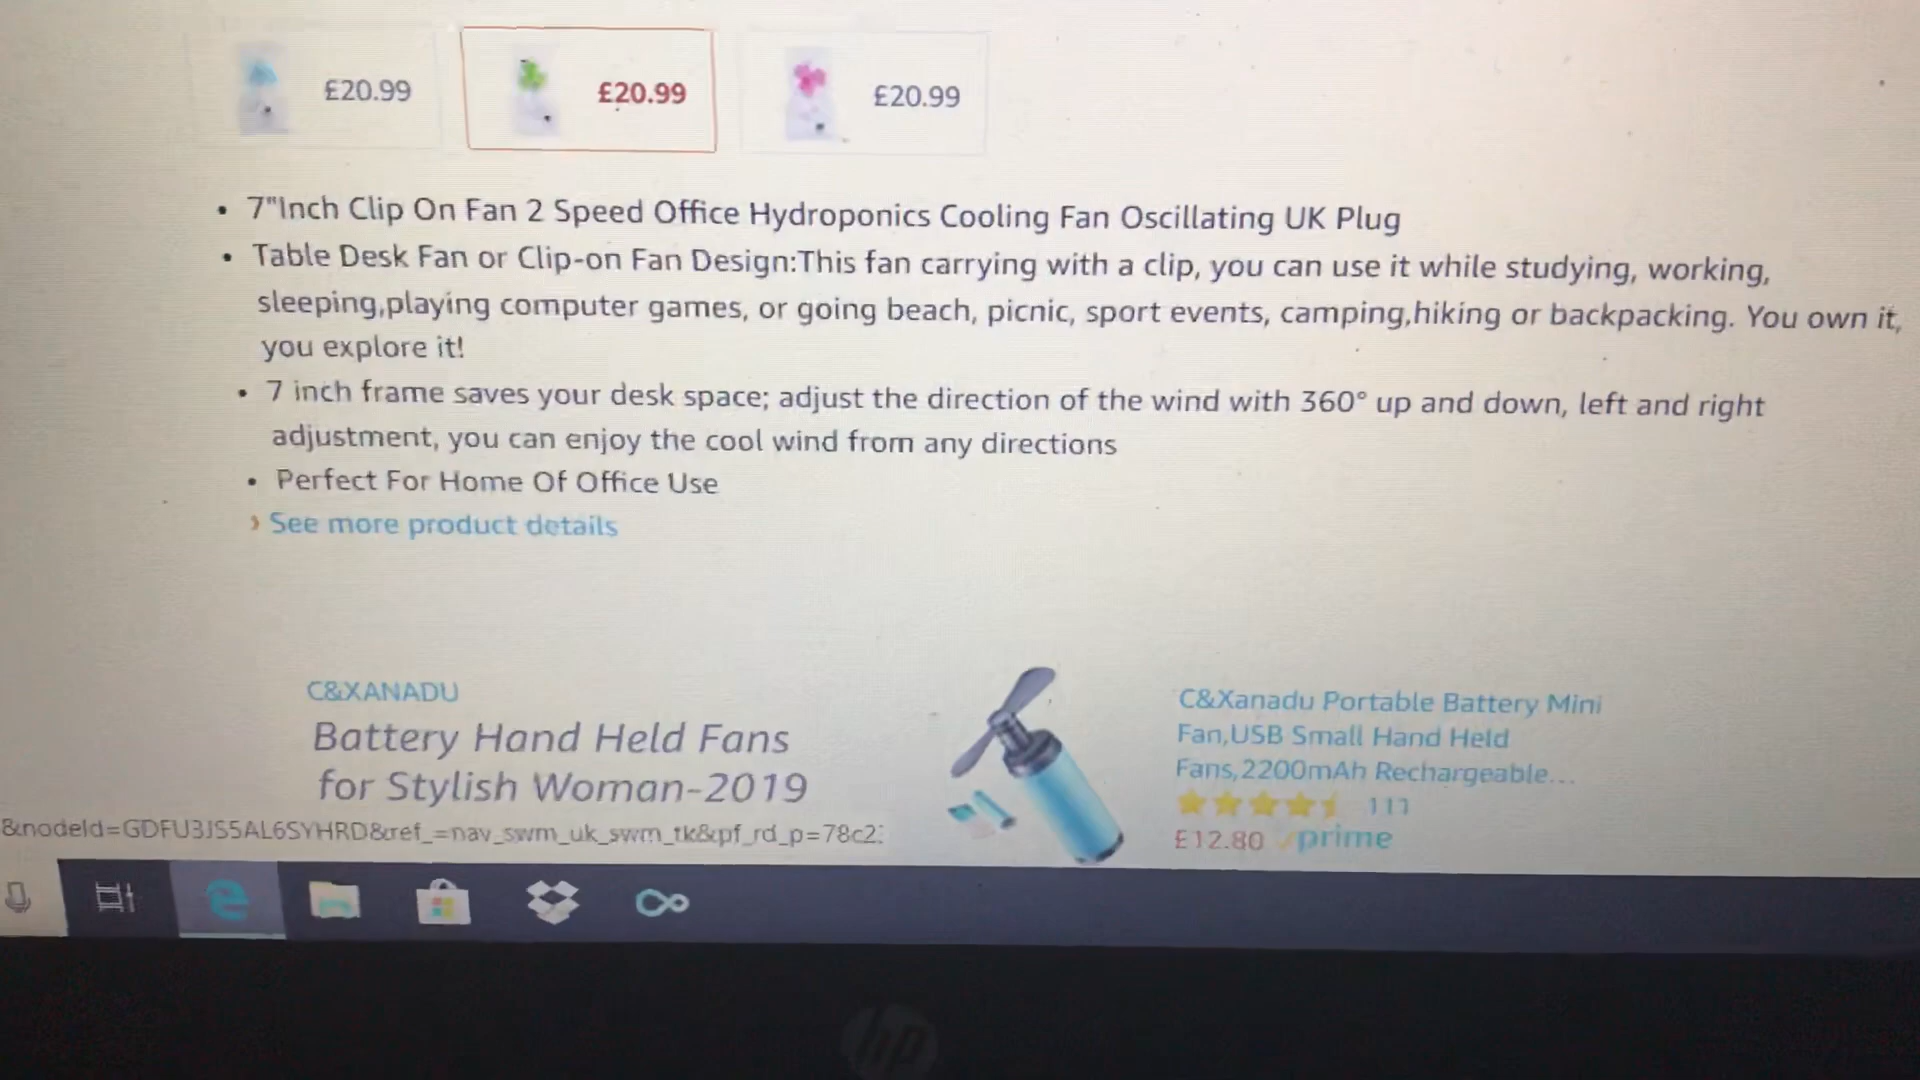 £20.99 £20.99 £20.99
• 7"Inch Clip On Fan 2 Speed Office Hydroponics Cooling Fan Oscillating UK Plug
• Table Desk Fan or Clip-on Fan Design:This fan carrying with a clip, you can use it while studying, working,
sleeping,playing computer games, or going beach, picnic, sport events, camping,hiking or backpacking. You own it,
you explore it!
• 7 inch frame saves your desk space; adjust the direction of the wind with 360° up and down, left and right
adjustment, you can enjoy the cool wind from any directions
• Perfect For Home Of Office Use
› See more product details
C&XANADU
Battery Hand Held Fans
for Stylish Woman-2019
C&Xanadu Portable Battery Mini
Fan,USB Small Hand Held
Fans,2200mAh Rechargeable...
111
£12.80 prime
&nodeId=GDFU3JS5AL6SYHRD&ref_=nav_swm_uk_swm_tk&pf_rd_p=78c2
hp